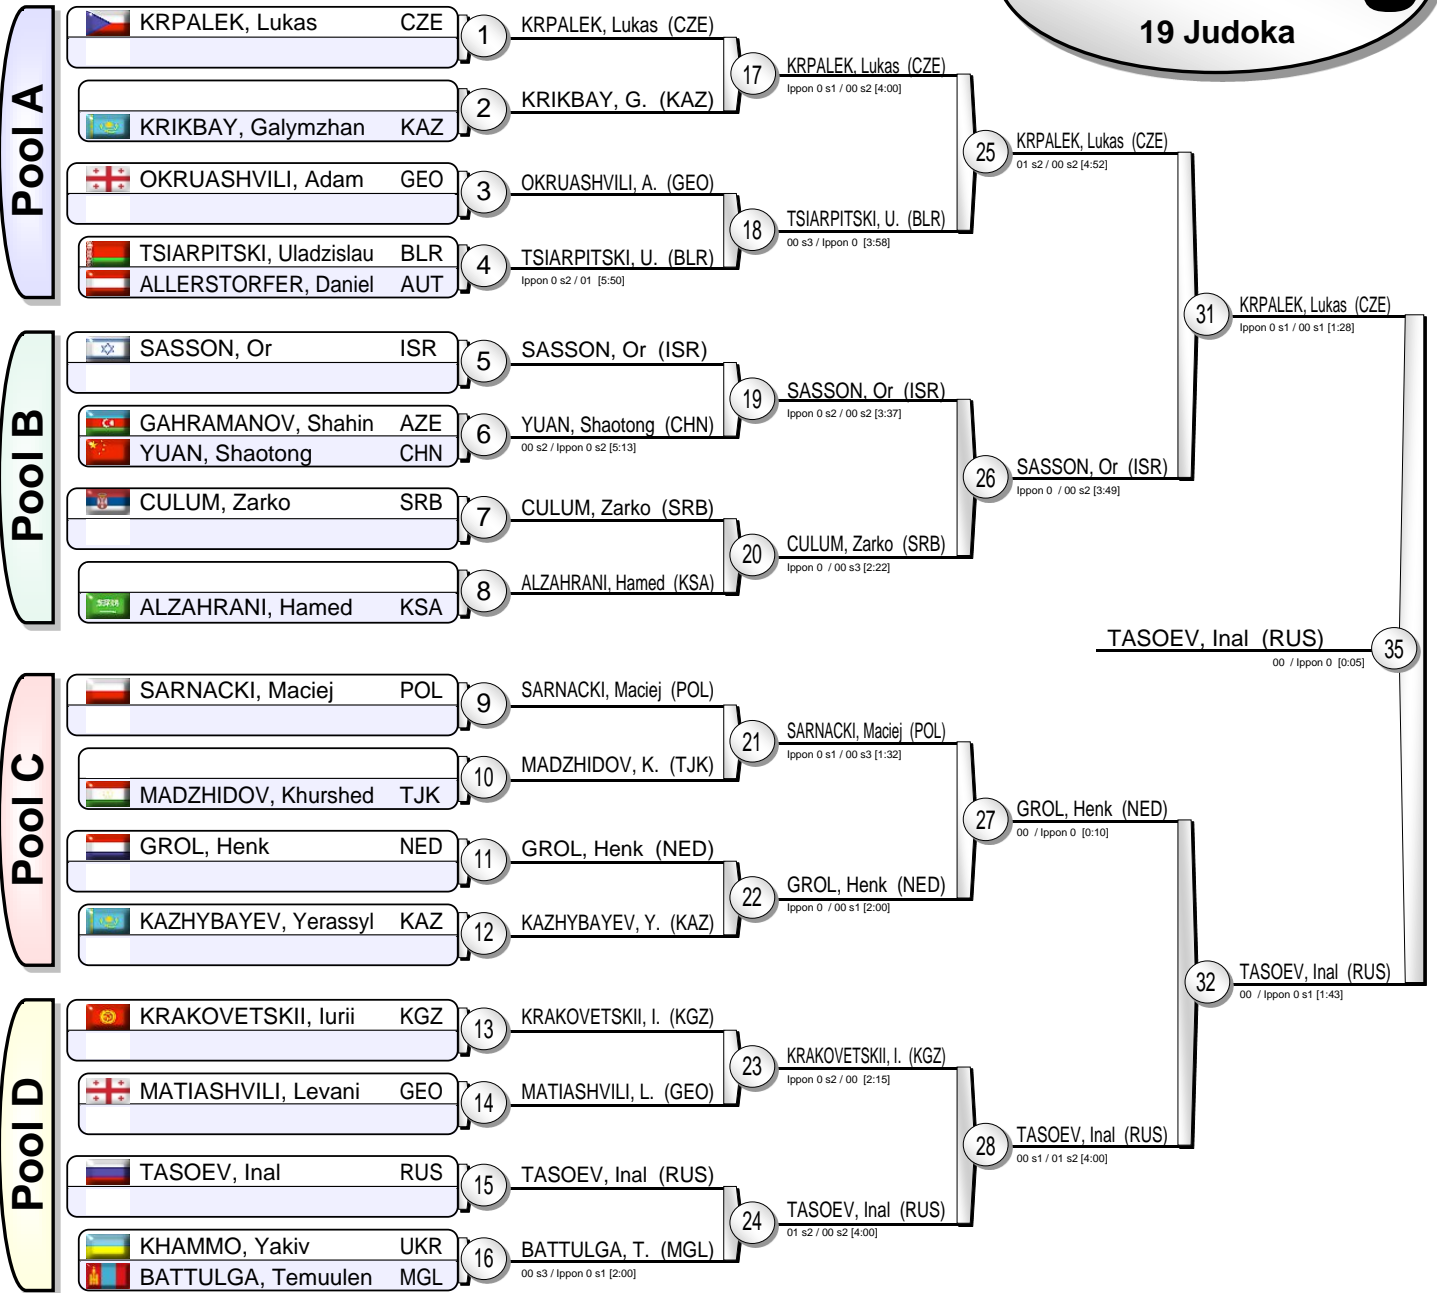 19 Judoka
Pool A
KRPALEK, Lukas CZE
1
KRPALEK, Lukas (CZE)
KRIKBAY, Galymzhan KAZ
2
KRIKBAY, G. (KAZ)
17
KRPALEK, Lukas (CZE)
Ippon 0 s1 / 00 s2 [4:00]
OKRUASHVILI, Adam GEO
3
OKRUASHVILI, A. (GEO)
TSIARPITSKI, Uladzislau BLR
ALLERSTORFER, Daniel AUT
4
TSIARPITSKI, U. (BLR)
Ippon 0 s2 / 01 [5:50]
18
TSIARPITSKI, U. (BLR)
00 s3 / Ippon 0 [3:58]
25
KRPALEK, Lukas (CZE)
01 s2 / 00 s2 [4:52]
Pool B
SASSON, Or ISR
5
SASSON, Or (ISR)
GAHRAMANOV, Shahin AZE
YUAN, Shaotong CHN
6
YUAN, Shaotong (CHN)
00 s2 / Ippon 0 s2 [5:13]
19
SASSON, Or (ISR)
Ippon 0 s2 / 00 s2 [3:37]
CULUM, Zarko SRB
7
CULUM, Zarko (SRB)
ALZAHRANI, Hamed KSA
8
ALZAHRANI, Hamed (KSA)
20
CULUM, Zarko (SRB)
Ippon 0 / 00 s3 [2:22]
26
SASSON, Or (ISR)
Ippon 0 / 00 s2 [3:49]
31
KRPALEK, Lukas (CZE)
Ippon 0 s1 / 00 s1 [1:28]
TASOEV, Inal (RUS)
00 / Ippon 0 [0:05]
35
Pool C
SARNACKI, Maciej POL
9
SARNACKI, Maciej (POL)
MADZHIDOV, Khurshed TJK
10
MADZHIDOV, K. (TJK)
21
SARNACKI, Maciej (POL)
Ippon 0 s1 / 00 s3 [1:32]
GROL, Henk NED
11
GROL, Henk (NED)
KAZHYBAYEV, Yerassyl KAZ
12
KAZHYBAYEV, Y. (KAZ)
22
GROL, Henk (NED)
Ippon 0 / 00 s1 [2:00]
27
GROL, Henk (NED)
00 / Ippon 0 [0:10]
Pool D
KRAKOVETSKII, Iurii KGZ
13
KRAKOVETSKII, I. (KGZ)
MATIASHVILI, Levani GEO
14
MATIASHVILI, L. (GEO)
23
KRAKOVETSKII, I. (KGZ)
Ippon 0 s2 / 00 [2:15]
TASOEV, Inal RUS
15
TASOEV, Inal (RUS)
KHAMMO, Yakiv UKR
BATTULGA, Temuulen MGL
16
BATTULGA, T. (MGL)
00 s3 / Ippon 0 s1 [2:00]
24
TASOEV, Inal (RUS)
01 s2 / 00 s2 [4:00]
28
TASOEV, Inal (RUS)
00 s1 / 01 s2 [4:00]
32
TASOEV, Inal (RUS)
00 / Ippon 0 s1 [1:43]